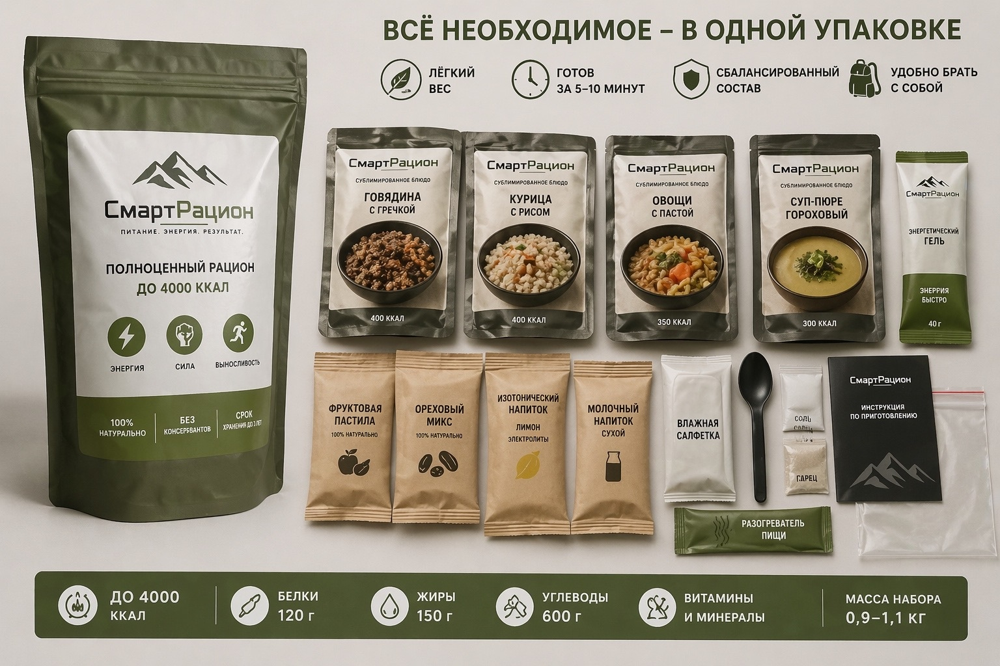 ВСЁ НЕОБХОДИМОЕ – В ОДНОЙ УПАКОВКЕ
ЛЁГКИЙ
ВЕС
ГОТОВ
ЗА 5–10 МИНУТ
СБАЛАНСИРОВАННЫЙ
СОСТАВ
УДОБНО БРАТЬ
С СОБОЙ
СмартРацион
ПИТАНИЕ. ЭНЕРГИЯ. РЕЗУЛЬТАТ.
ПОЛНОЦЕННЫЙ РАЦИОН
ДО 4000 ККАЛ
ЭНЕРГИЯ
СИЛА
ВЫНОСЛИВОСТЬ
100%
НАТУРАЛЬНО
БЕЗ
КОНСЕРВАНТОВ
СРОК
ХРАНЕНИЯ ДО 3 ЛЕТ
СмартРацион
СУБЛИМИРОВАННОЕ БЛЮДО
ГОВЯДИНА
С ГРЕЧКОЙ
400 ККАЛ
СмартРацион
СУБЛИМИРОВАННОЕ БЛЮДО
КУРИЦА
С РИСОМ
400 ККАЛ
СмартРацион
СУБЛИМИРОВАННОЕ БЛЮДО
ОВОЩИ
С ПАСТОЙ
350 ККАЛ
СмартРацион
СУБЛИМИРОВАННОЕ БЛЮДО
СУП-ПЮРЕ
ГОРОХОВЫЙ
300 ККАЛ
СмартРацион
ЭНЕРГЕТИЧЕСКИЙ
ГЕЛЬ
ЭНЕРРИЯ
БЫСТРО
40 г
ФРУКТОВАЯ
ПАСТИЛА
100% НАТУРАЛЬНО
ОРЕХОВЫЙ
МИКС
100% НАТУРАЛЬНО
ИЗОТОНИЧЕСКИЙ
НАПИТОК
ЛИМОН
ЭЛЕКТРОЛИТЫ
МОЛОЧНЫЙ
НАПИТОК
СУХОЙ
ВЛАЖНАЯ
САЛФЕТКА
СОЛЬ
ПАРЕЦ
СмартРацион
ИНСТРУКЦИЯ
ПО ПРИГОТОВЛЕНИЮ
РАЗОГРЕВАТЕЛЬ
ПИЩИ
ДО 4000
ККАЛ
БЕЛКИ
120 г
ЖИРЫ
150 г
УГЛЕВОДЫ
600 г
ВИТАМИНЫ
И МИНЕРАЛЫ
МАССА НАБОРА
0,9–1,1 КГ